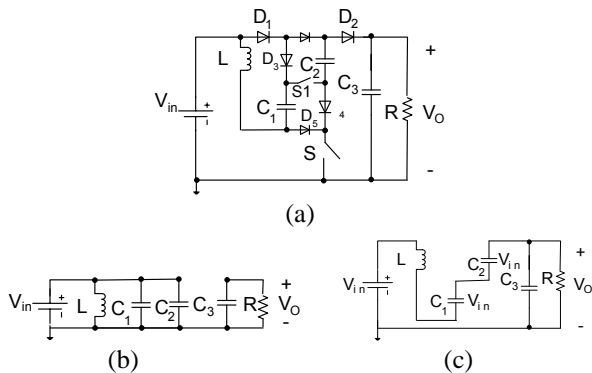 D1 D2
L D3 C2
S1 C3 +
Vin + C1 R VO
D5 4
S -
(a)
Vin + L C1 C2 C3 R + VO -
(b)
L C2 Vin +
Vin + C1 Vin C3 R VO
-
(c)